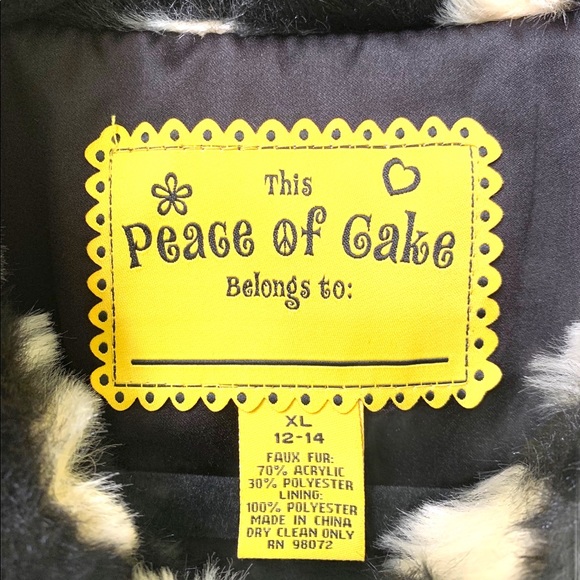 This
Peace of Cake
Belongs to:
XL
12-14
FAUX FUR:
70% ACRYLIC
30% POLYESTER
LINING:
100% POLYESTER
MADE IN CHINA
DRY CLEAN ONLY
RN 98072